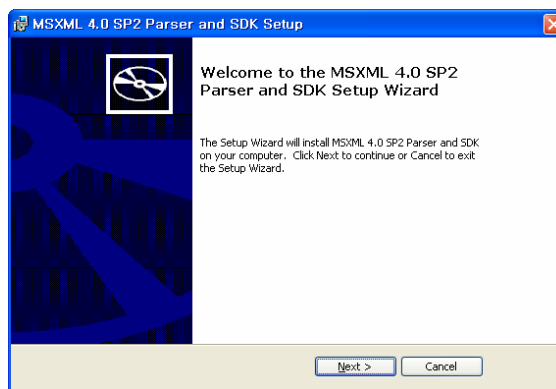 MSXML 4.0 SP2 Parser and SDK Setup
Welcome to the MSXML 4.0 SP2
Parser and SDK Setup Wizard
The Setup Wizard will install MSXML 4.0 SP2 Parser and SDK
on your computer. Click Next to continue or Cancel to exit
the Setup Wizard.
Next >
Cancel